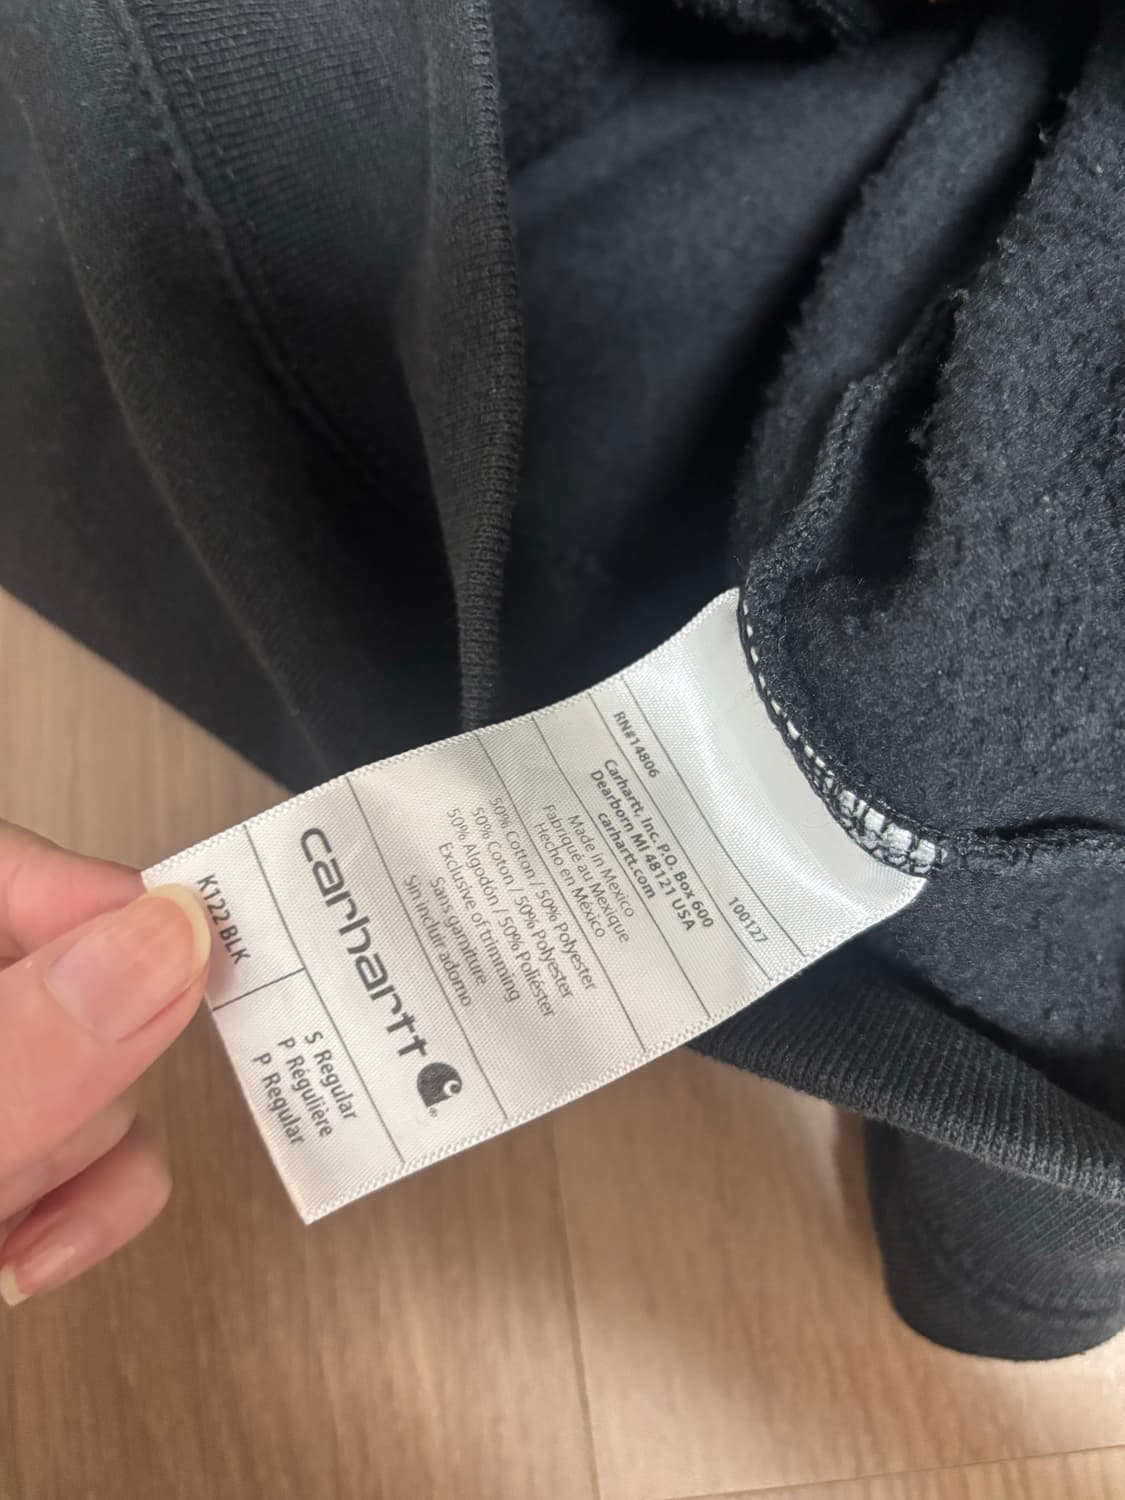 K122 BLK
S Regular
P Régulière
P Regular
carhartt
®
50% Cotton / 50% Polyester
50% Coton / 50% Polyester
50% Algodón / 50% Poliéster
Exclusive of trimming
Sans garniture
Sin incluir adorno
Made in Mexico
Fabriqué au Mexique
Hecho en México
Carhartt, Inc. P.O. Box 600
Dearborn MI 48121 USA
carhartt.com
RN#14806
100127